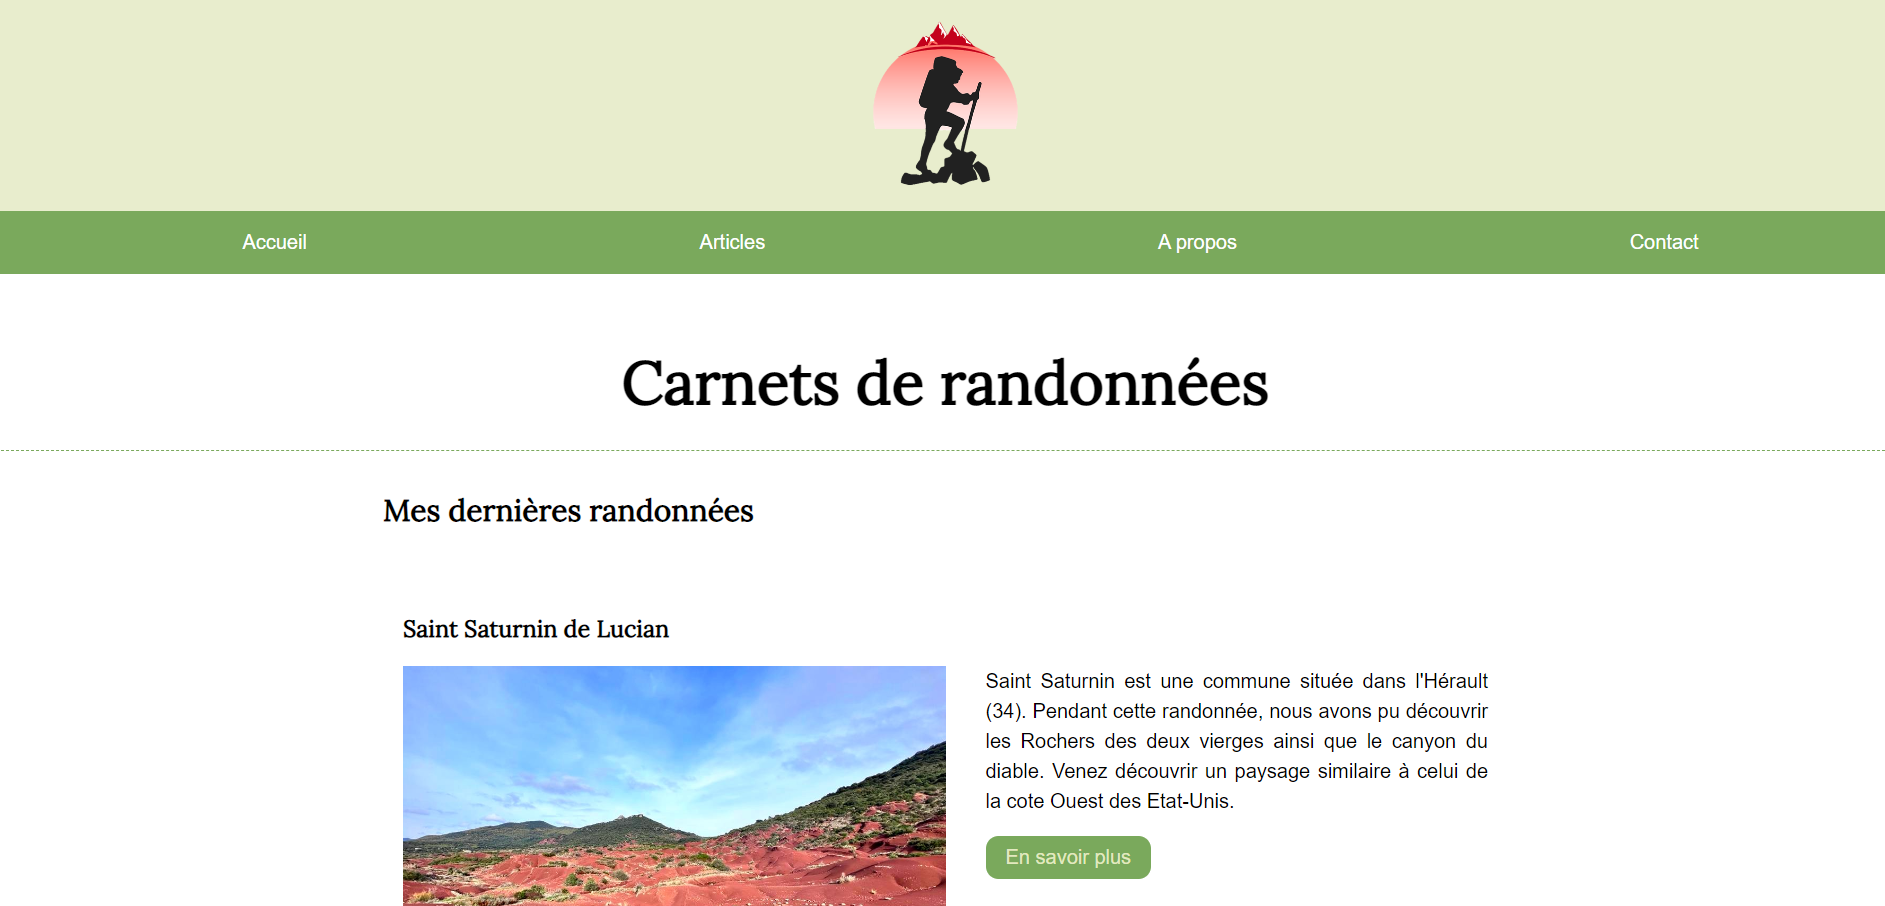 Accueil Articles A propos Contact
Carnets de randonnées
Mes dernières randonnées
Saint Saturnin de Lucian
Saint Saturnin est une commune située dans l'Hérault
(34). Pendant cette randonnée, nous avons pu découvrir
les Rochers des deux vierges ainsi que le canyon du
diable. Venez découvrir un paysage similaire à celui de
la cote Ouest des Etat-Unis.
En savoir plus